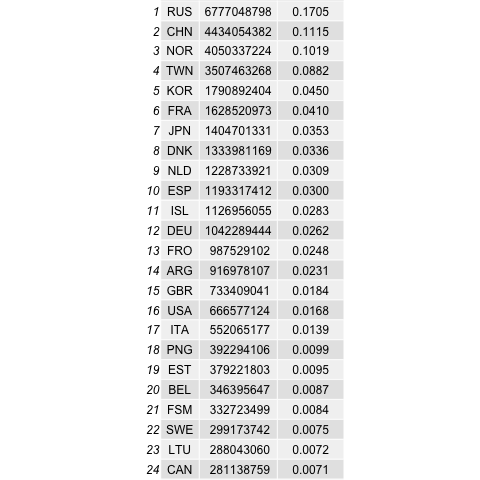 1 RUS 6777048798 0.1705
2 CHN 4434054382 0.1115
3 NOR 4050337224 0.1019
4 TWN 3507463268 0.0882
5 KOR 1790892404 0.0450
6 FRA 1628520973 0.0410
7 JPN 1404701331 0.0353
8 DNK 1333981169 0.0336
9 NLD 1228733921 0.0309
10 ESP 1193317412 0.0300
11 ISL 1126956055 0.0283
12 DEU 1042289444 0.0262
13 FRO 987529102 0.0248
14 ARG 916978107 0.0231
15 GBR 733409041 0.0184
16 USA 666577124 0.0168
17 ITA 552065177 0.0139
18 PNG 392294106 0.0099
19 EST 379221803 0.0095
20 BEL 346395647 0.0087
21 FSM 332723499 0.0084
22 SWE 299173742 0.0075
23 LTU 288043060 0.0072
24 CAN 281138759 0.0071